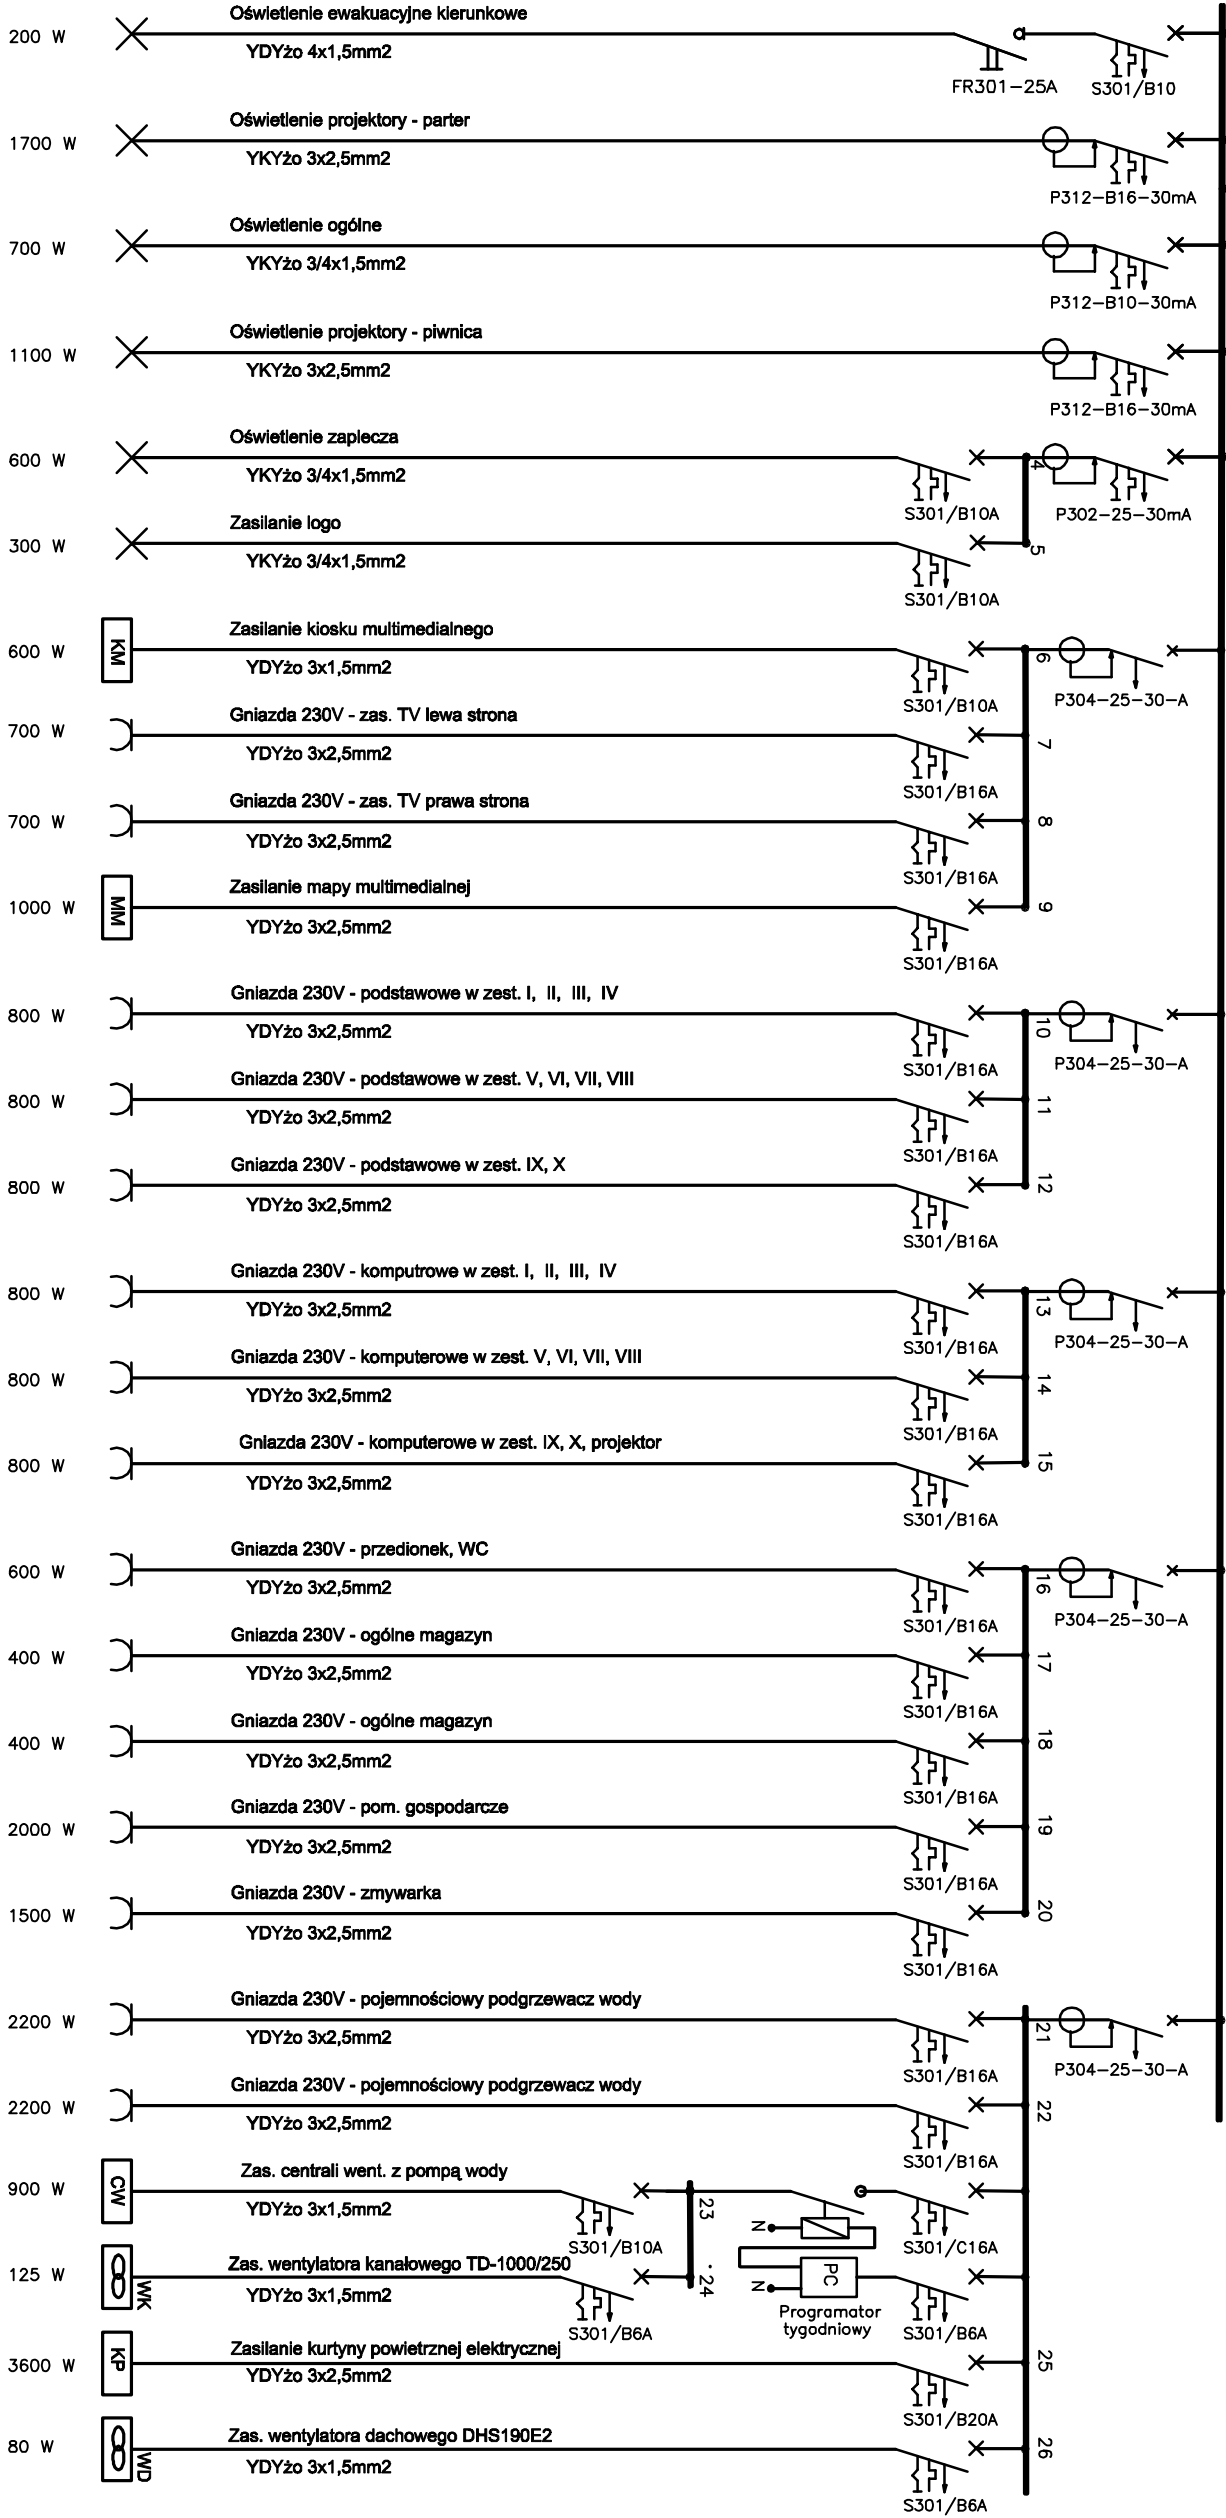 Oświetlenie ewakuacyjne kierunkowe
200 W
YDYżo 4x1,5mm2
FR301-25A
S301/B10
Oświetlenie projektory - parter
1700 W
YKYżo 3x2,5mm2
P312-B16-30mA
Oświetlenie ogólne
700 W
YKYżo 3/4x1,5mm2
P312-B10-30mA
Oświetlenie projektory - piwnica
1100 W
YKYżo 3x2,5mm2
P312-B16-30mA
Oświetlenie zaplecza
600 W
4
YKYżo 3/4x1,5mm2
S301/B10A
P302-25-30mA
Zasilanie logo
300 W
5
YKYżo 3/4x1,5mm2
S301/B10A
Zasilanie kiosku multimedialnego
600 W
KM
6
YDYżo 3x1,5mm2
S301/B10A
P304-25-30-A
Gniazda 230V - zas. TV lewa strona
700 W
7
YDYżo 3x2,5mm2
S301/B16A
Gniazda 230V - zas. TV prawa strona
700 W
8
YDYżo 3x2,5mm2
S301/B16A
Zasilanie mapy multimedialnej
1000 W
MM
9
YDYżo 3x2,5mm2
S301/B16A
Gniazda 230V - podstawowe w zest. I, II, III, IV
800 W
10
YDYżo 3x2,5mm2
S301/B16A
P304-25-30-A
Gniazda 230V - podstawowe w zest. V, VI, VII, VIII
800 W
11
YDYżo 3x2,5mm2
S301/B16A
Gniazda 230V - podstawowe w zest. IX, X
800 W
12
YDYżo 3x2,5mm2
S301/B16A
Gniazda 230V - komputrowe w zest. I, II, III, IV
800 W
13
YDYżo 3x2,5mm2
S301/B16A
P304-25-30-A
Gniazda 230V - komputerowe w zest. V, VI, VII, VIII
800 W
14
YDYżo 3x2,5mm2
S301/B16A
Gniazda 230V - komputerowe w zest. IX, X, projektor
800 W
15
YDYżo 3x2,5mm2
S301/B16A
Gniazda 230V - przedionek, WC
600 W
16
YDYżo 3x2,5mm2
S301/B16A
P304-25-30-A
Gniazda 230V - ogólne magazyn
400 W
17
YDYżo 3x2,5mm2
S301/B16A
Gniazda 230V - ogólne magazyn
400 W
18
YDYżo 3x2,5mm2
S301/B16A
Gniazda 230V - pom. gospodarcze
2000 W
19
YDYżo 3x2,5mm2
S301/B16A
Gniazda 230V - zmywarka
1500 W
20
YDYżo 3x2,5mm2
S301/B16A
Gniazda 230V - pojemnościowy podgrzewacz wody
2200 W
21
YDYżo 3x2,5mm2
S301/B16A
P304-25-30-A
Gniazda 230V - pojemnościowy podgrzewacz wody
2200 W
22
YDYżo 3x2,5mm2
S301/B16A
Zas. centrali went. z pompą wody
900 W
CW
23
YDYżo 3x1,5mm2
N
S301/B10A
S301/C16A
Zas. wentylatora kanałowego TD-1000/250
125 W
WK
. 24
N
PC
YDYżo 3x1,5mm2
Programator
tygodniowy
S301/B6A
S301/B6A
Zasilanie kurtyny powietrznej elektrycznej
3600 W
KP
25
YDYżo 3x2,5mm2
S301/B20A
Zas. wentylatora dachowego DHS190E2
80 W
WD
26
YDYżo 3x1,5mm2
S301/B6A